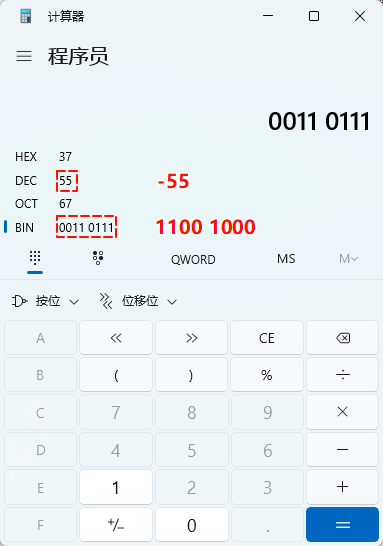 计算器
程序员
0011 0111
HEX 37
DEC 55 -55
OCT 67
BIN 0011 0111 1100 1000
QWORD MS M
按位 位移位
A « » CE
B ( ) % ÷
C 7 8 9 ×
D 4 5 6 −
E 1 2 3 +
F +/− 0 . =